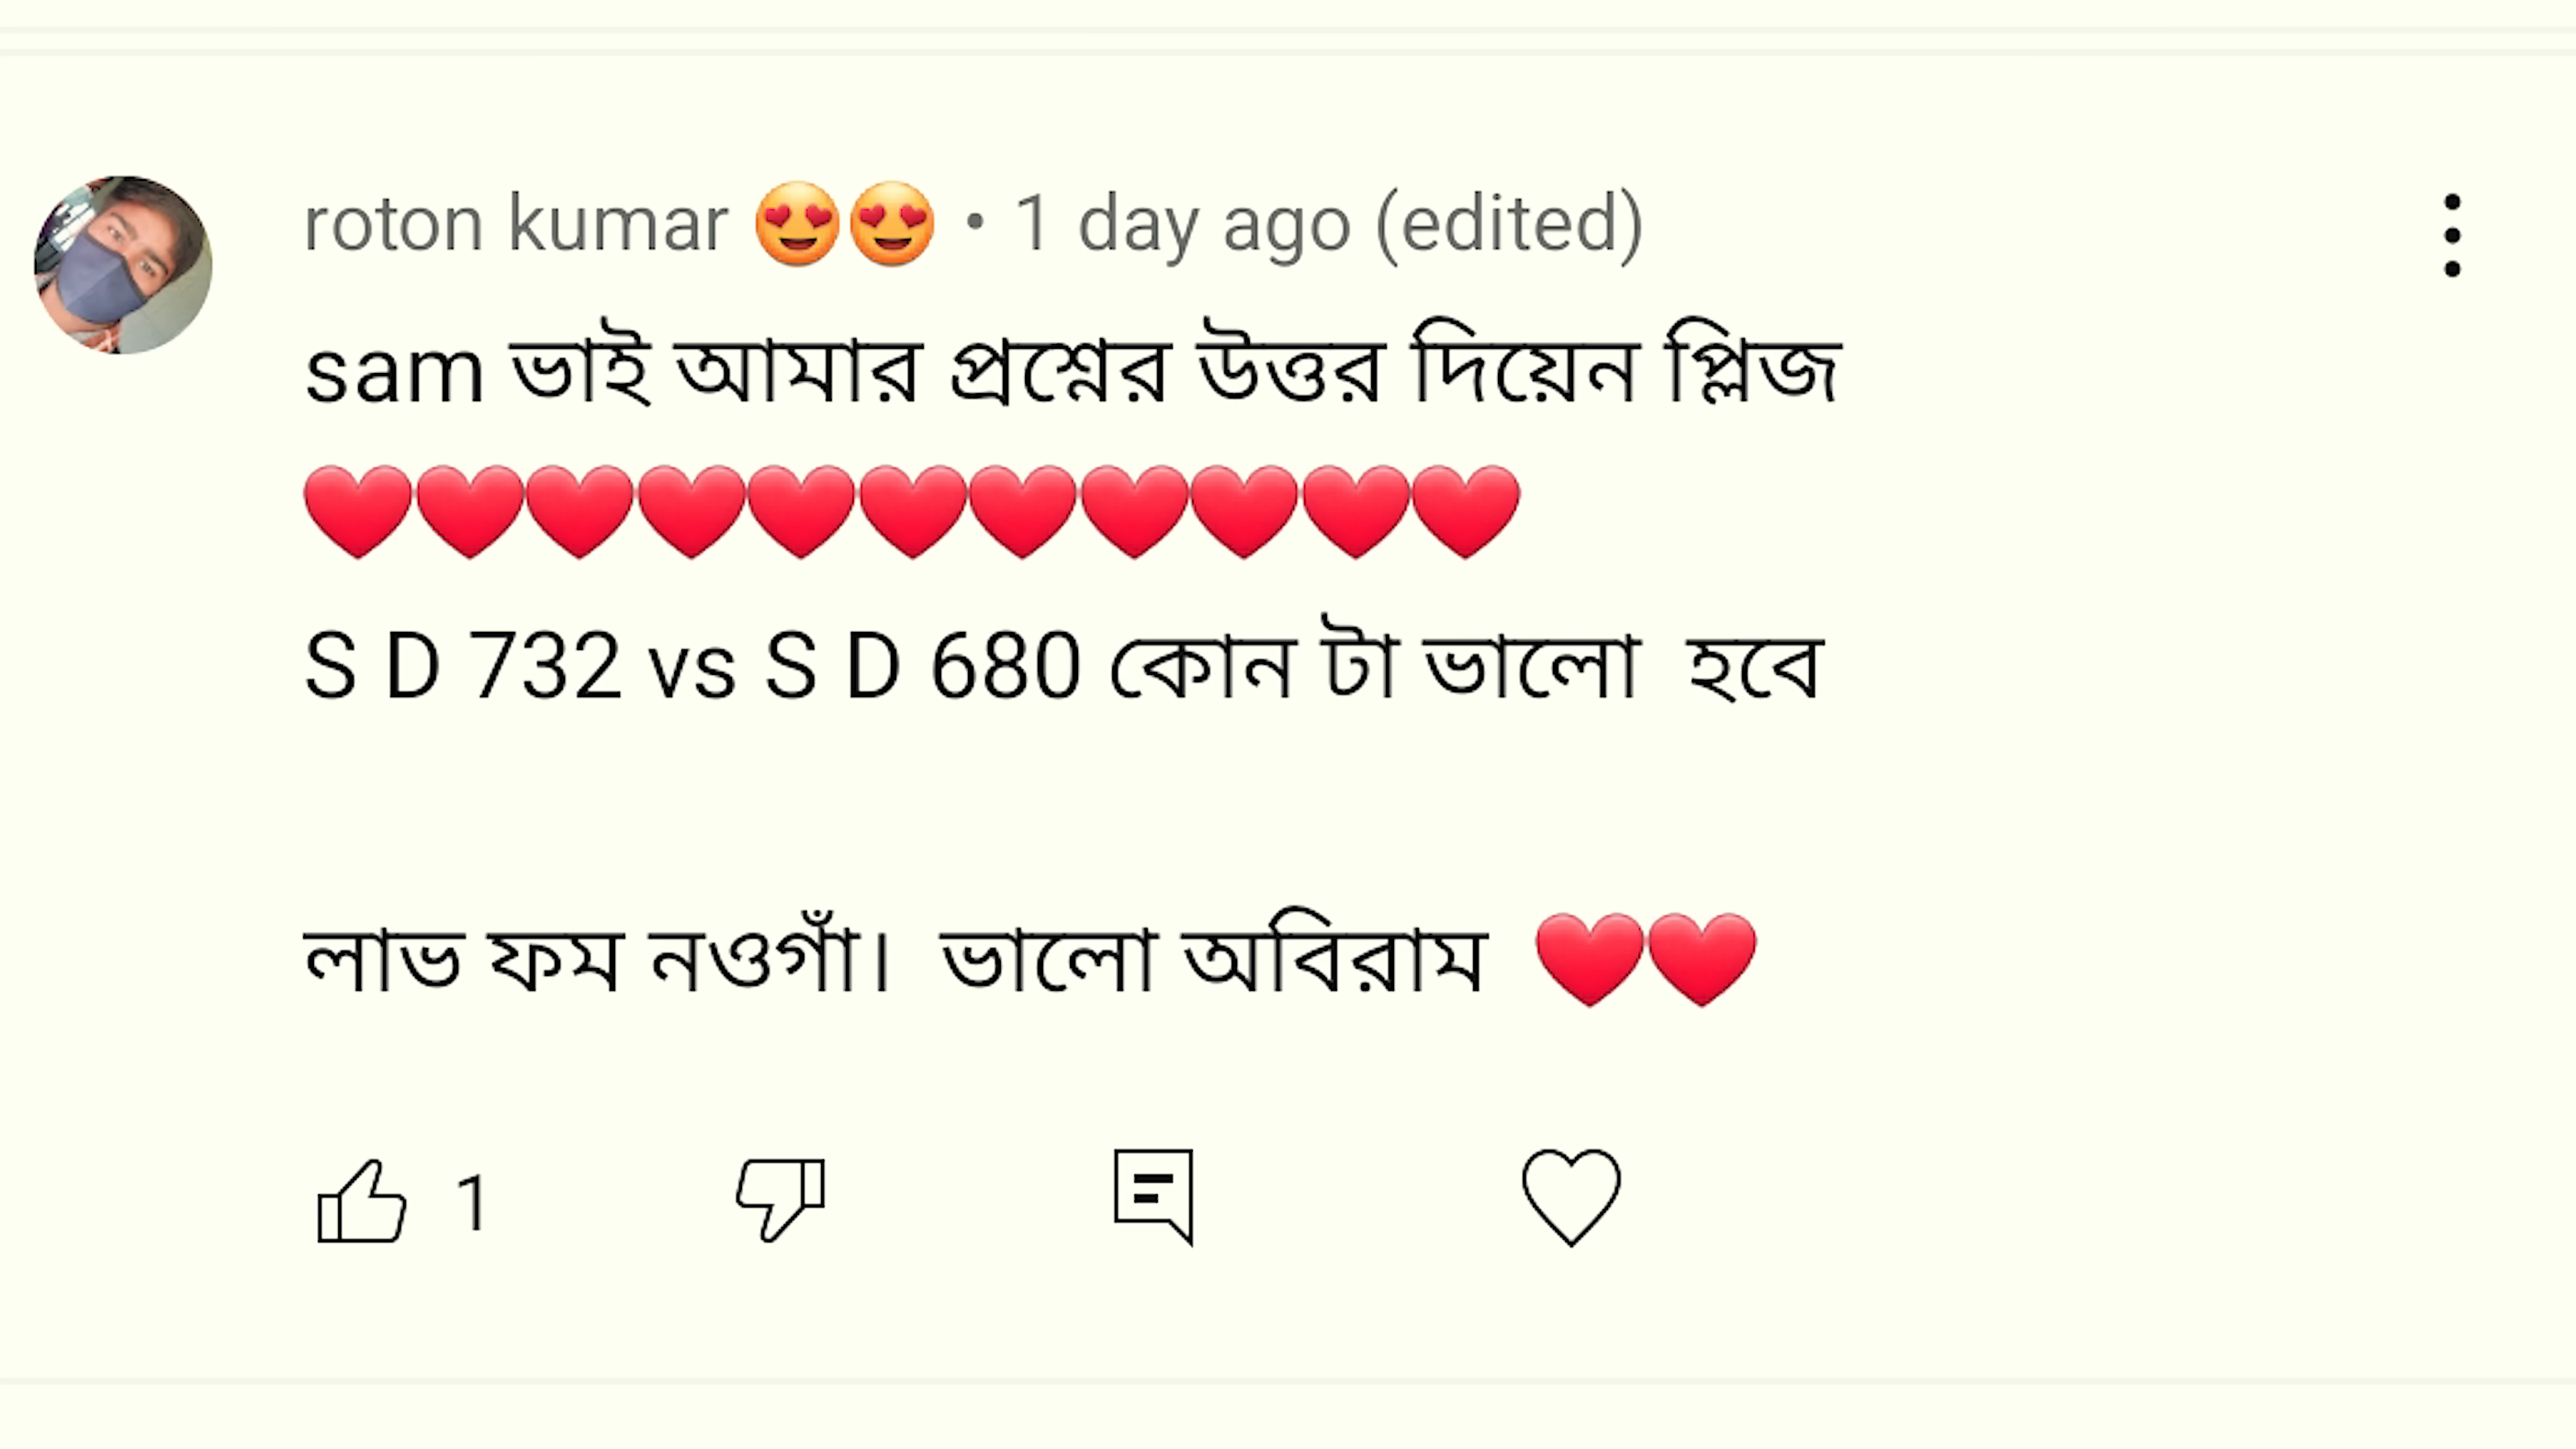 roton kumar 😍😍 • 1 day ago (edited)
sam ভাই আমার প্রশ্নের উত্তর দিয়েন প্লিজ
❤️❤️❤️❤️❤️❤️❤️❤️❤️❤️❤️
S D 732 vs S D 680 কোন টা ভালো  হবে
লাভ ফম নওগাঁ।  ভালো অবিরাম  ❤️❤️
1